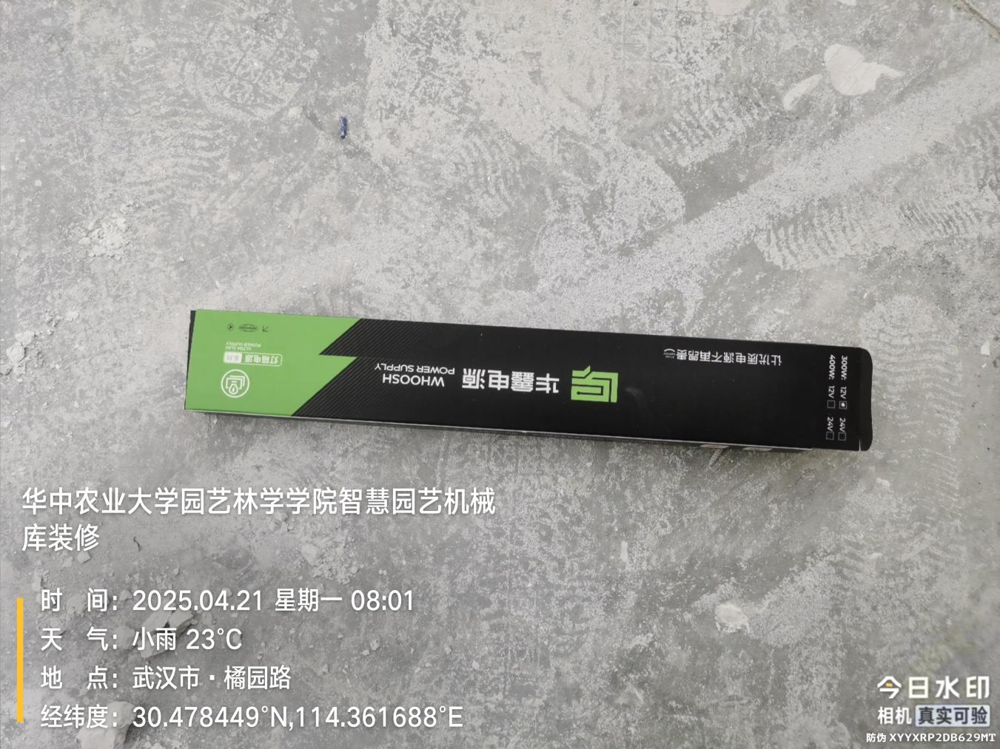 华鑫电源
WHOOSH
POWER SUPPLY
让优质电源不再昂贵
灯箱电源 系列
ULTRA SLIM
POWER SUPPLY
300W: 12V 24V
400W: 12V 24V
华中农业大学园艺林学学院智慧园艺机械
库装修
时 间：2025.04.21 星期一 08:01
天 气：小雨 23°C
地 点：武汉市·橘园路
经纬度：30.478449°N,114.361688°E
今日水印
相机 真实可验
防伪 XYYXRP2DB629MT